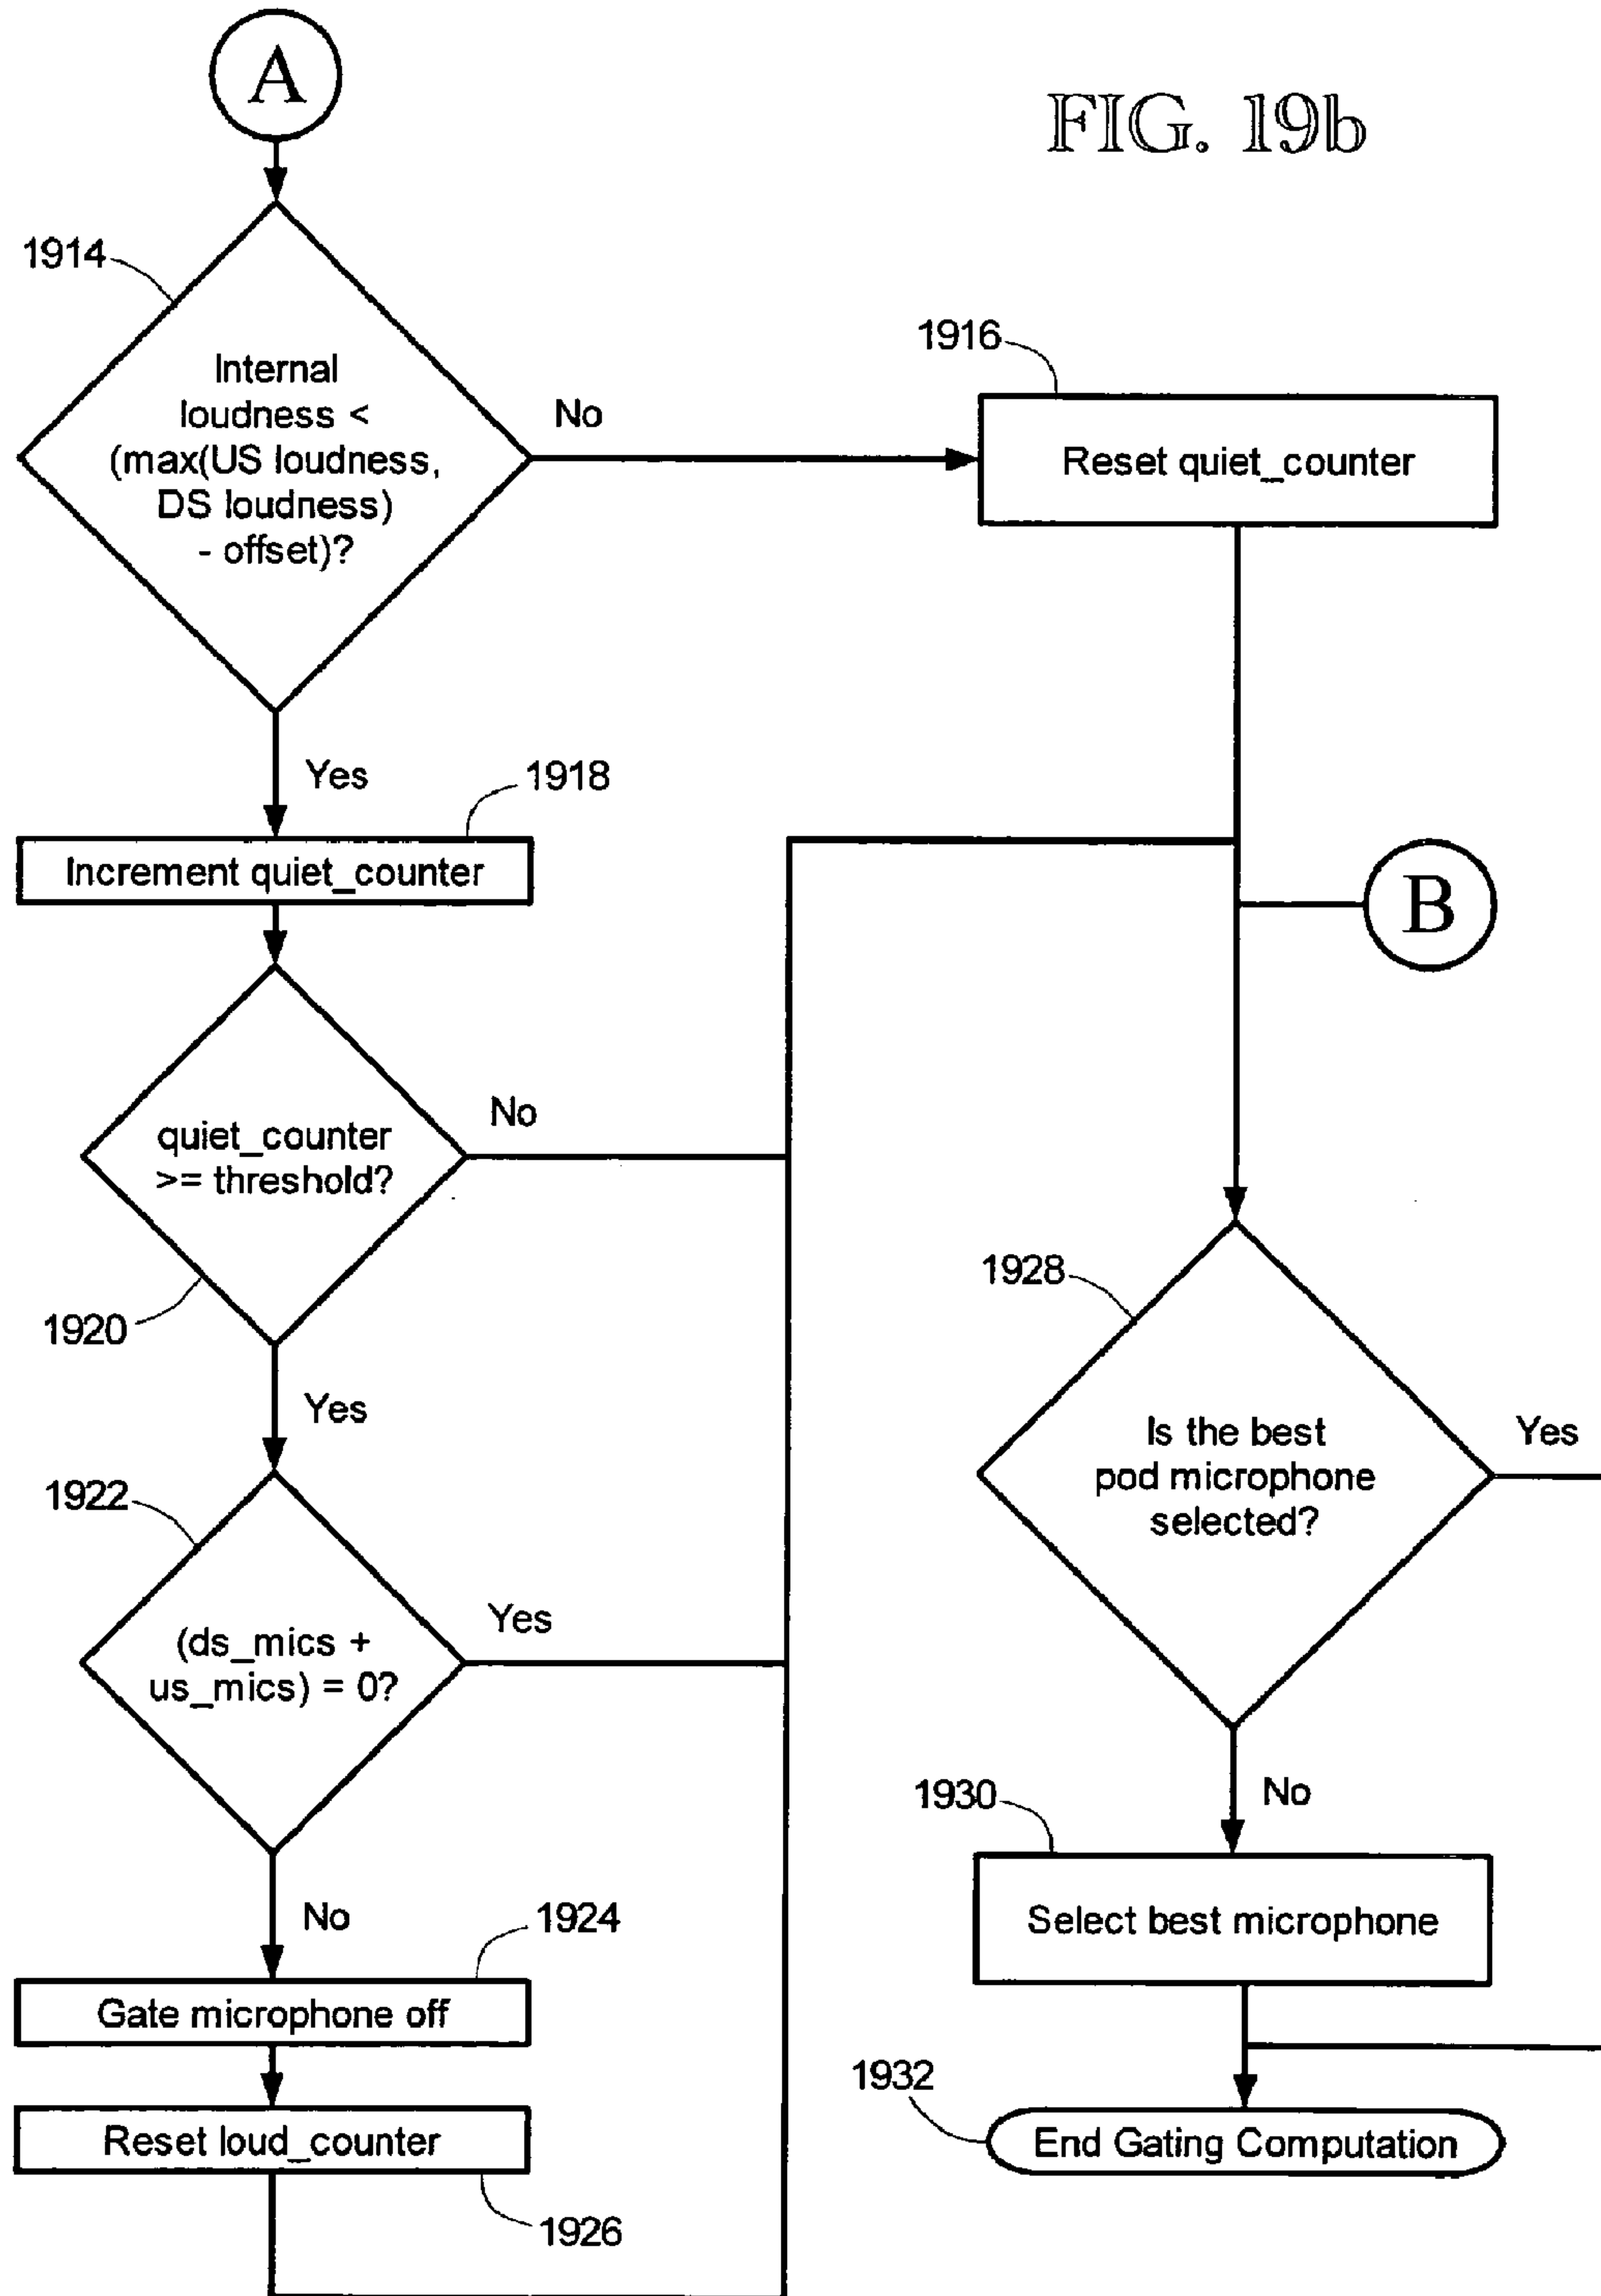 A
FIG. 19b
1914
Internal
loudness <
(max(US loudness,
DS loudness)
- offset)?
No
1916
Reset quiet_counter
Yes
1918
Increment quiet_counter
B
quiet_counter
>= threshold?
No
1920
Yes
1922
(ds_mics +
us_mics) = 0?
Yes
No
1924
Gate microphone off
Reset loud_counter
1926
1928
Is the best
pod microphone
selected?
Yes
No
1930
Select best microphone
1932
End Gating Computation